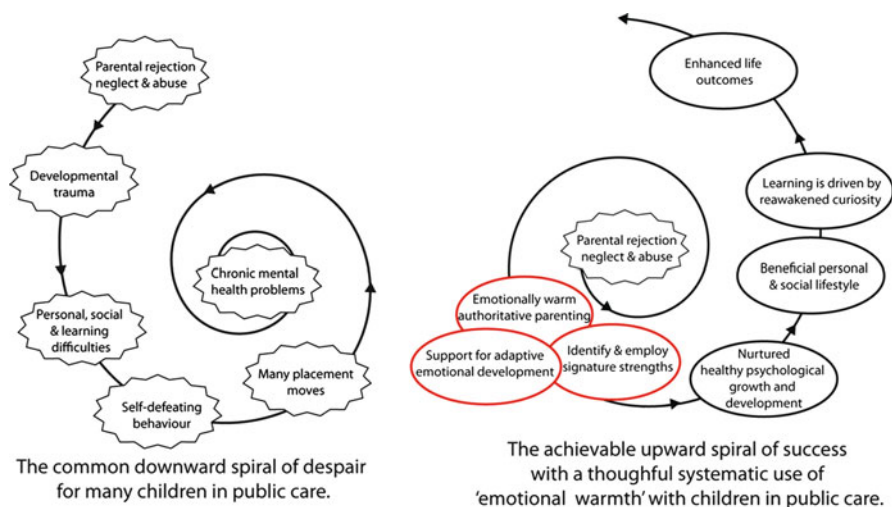 Parental rejection
neglect & abuse
Developmental
trauma
Personal, social
& learning
difficulties
Self-defeating
behaviour
Many placement
moves
Chronic mental
health problems
The common downward spiral of despair
for many children in public care.
Parental rejection
neglect & abuse
Emotionally warm
authoritative parenting
Support for adaptive
emotional development
Identify & employ
signature strengths
Nurtured
healthy psychological
growth and
development
Beneficial personal
& social lifestyle
Learning is driven by
reawakened curiosity
Enhanced life
outcomes
The achievable upward spiral of success
with a thoughtful systematic use of
'emotional warmth' with children in public care.